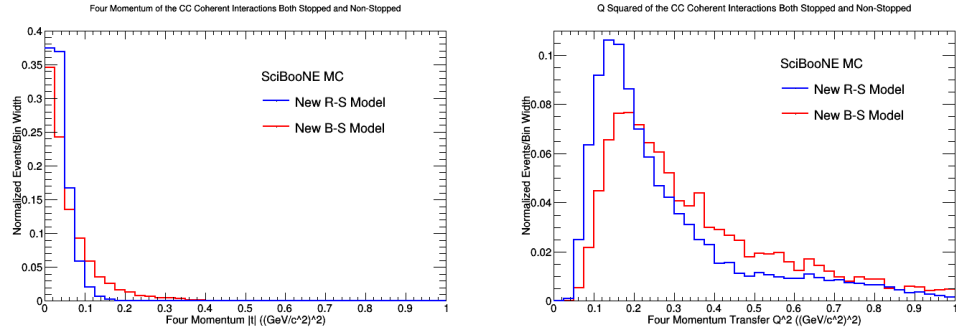 Four Momentum of the CC Coherent Interactions Both Stopped and Non-Stopped
Normalized Events/Bin Width
0.4
0.35
0.3
0.25
0.2
0.15
0.1
0.05
0
SciBooNE MC
New R-S Model
New B-S Model
0 0.1 0.2 0.3 0.4 0.5 0.6 0.7 0.8 0.9 1
Four Momentum |t| ((GeV/c^2)^2)
Q Squared of the CC Coherent Interactions Both Stopped and Non-Stopped
Normalized Events/Bin Width
0.1
0.08
0.06
0.04
0.02
0
SciBooNE MC
New R-S Model
New B-S Model
0 0.1 0.2 0.3 0.4 0.5 0.6 0.7 0.8 0.9 1
Four Momentum Transfer Q^2 ((GeV/c^2)^2)